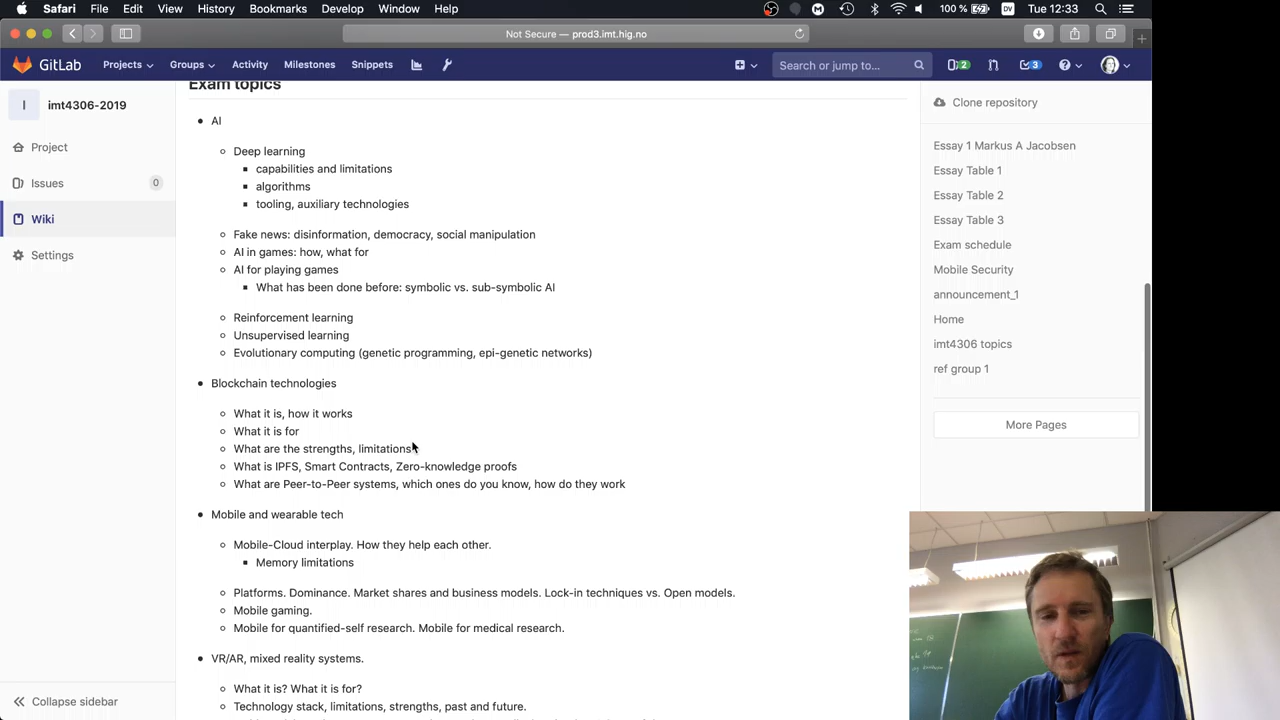 Safari File Edit View History Bookmarks Develop Window Help 100 % DV Tue 12:33
Not Secure — prod3.imt.hig.no
GitLab Projects Groups Activity Milestones Snippets Search or jump to... 2 3
I imt4306-2019
Project
Issues 0
Wiki
Settings
Collapse sidebar
Exam topics
AI
Deep learning
capabilities and limitations
algorithms
tooling, auxiliary technologies
Fake news: disinformation, democracy, social manipulation
AI in games: how, what for
AI for playing games
What has been done before: symbolic vs. sub-symbolic AI
Reinforcement learning
Unsupervised learning
Evolutionary computing (genetic programming, epi-genetic networks)
Blockchain technologies
What it is, how it works
What it is for
What are the strengths, limitations
What is IPFS, Smart Contracts, Zero-knowledge proofs
What are Peer-to-Peer systems, which ones do you know, how do they work
Mobile and wearable tech
Mobile-Cloud interplay. How they help each other.
Memory limitations
Platforms. Dominance. Market shares and business models. Lock-in techniques vs. Open models.
Mobile gaming.
Mobile for quantified-self research. Mobile for medical research.
VR/AR, mixed reality systems.
What it is? What it is for?
Technology stack, limitations, strengths, past and future.
Clone repository
Essay 1 Markus A Jacobsen
Essay Table 1
Essay Table 2
Essay Table 3
Exam schedule
Mobile Security
announcement_1
Home
imt4306 topics
ref group 1
More Pages